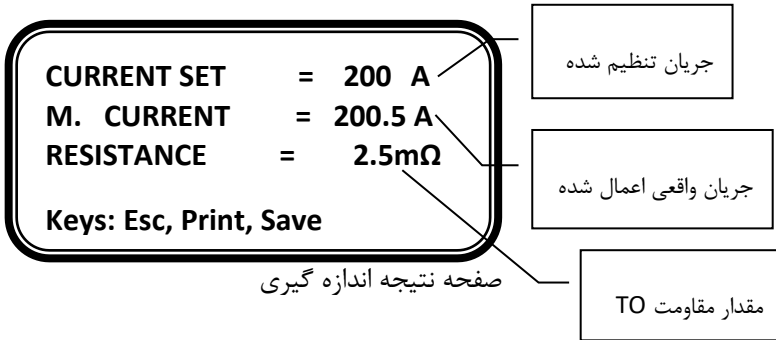 CURRENT SET = 200 A
M. CURRENT = 200.5 A
RESISTANCE = 2.5mΩ
Keys: Esc, Print, Save
صفحه نتیجه اندازه گیری
جریان تنظیم شده
جریان واقعی اعمال شده
مقدار مقاومت TO